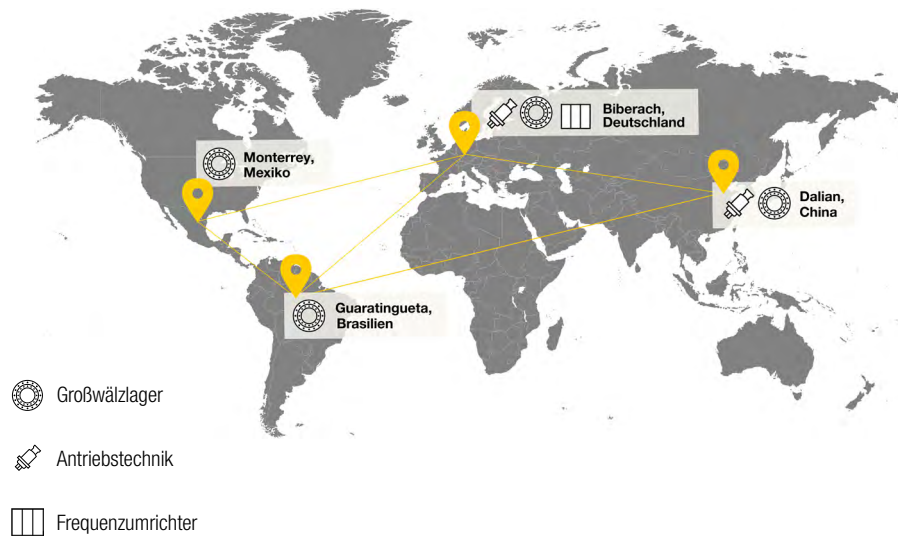 Biberach,
Deutschland
Monterrey,
Mexiko
Dalian,
China
Guaratingueta,
Brasilien
Großwälzlager
Antriebstechnik
Frequenzumrichter